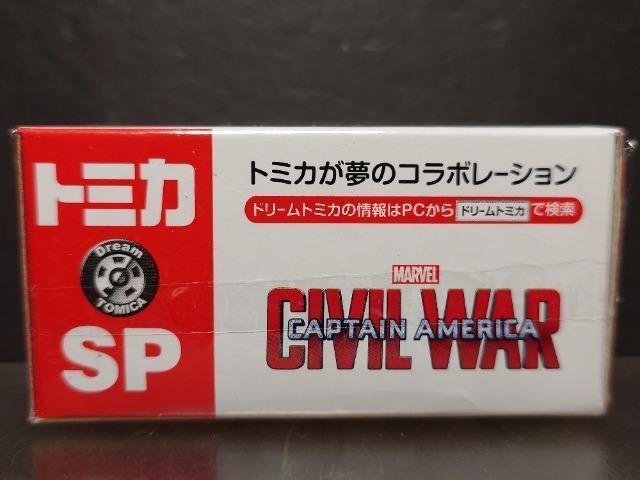 トミカ
Dream
TOMICA
SP
トミカが夢のコラボレーション
ドリームトミカの情報はPCから ドリームトミカ で検索
MARVEL
CIVIL WAR
CAPTAIN AMERICA